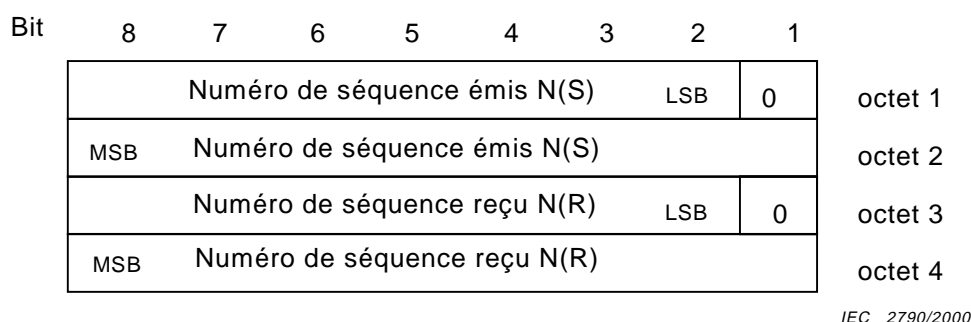 Bit 8 7 6 5 4 3 2 1
Numéro de séquence émis N(S) LSB 0 octet 1
MSB Numéro de séquence émis N(S) octet 2
Numéro de séquence reçu N(R) LSB 0 octet 3
MSB Numéro de séquence reçu N(R) octet 4
IEC 2790/2000